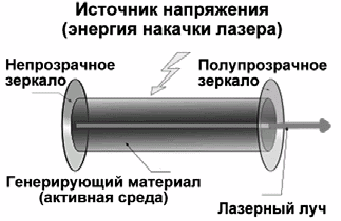 Источник напряжения
(энергия накачки лазера)
Непрозрачное
зеркало
Полупрозрачное
зеркало
Генерирующий материал
(активная среда)
Лазерный луч